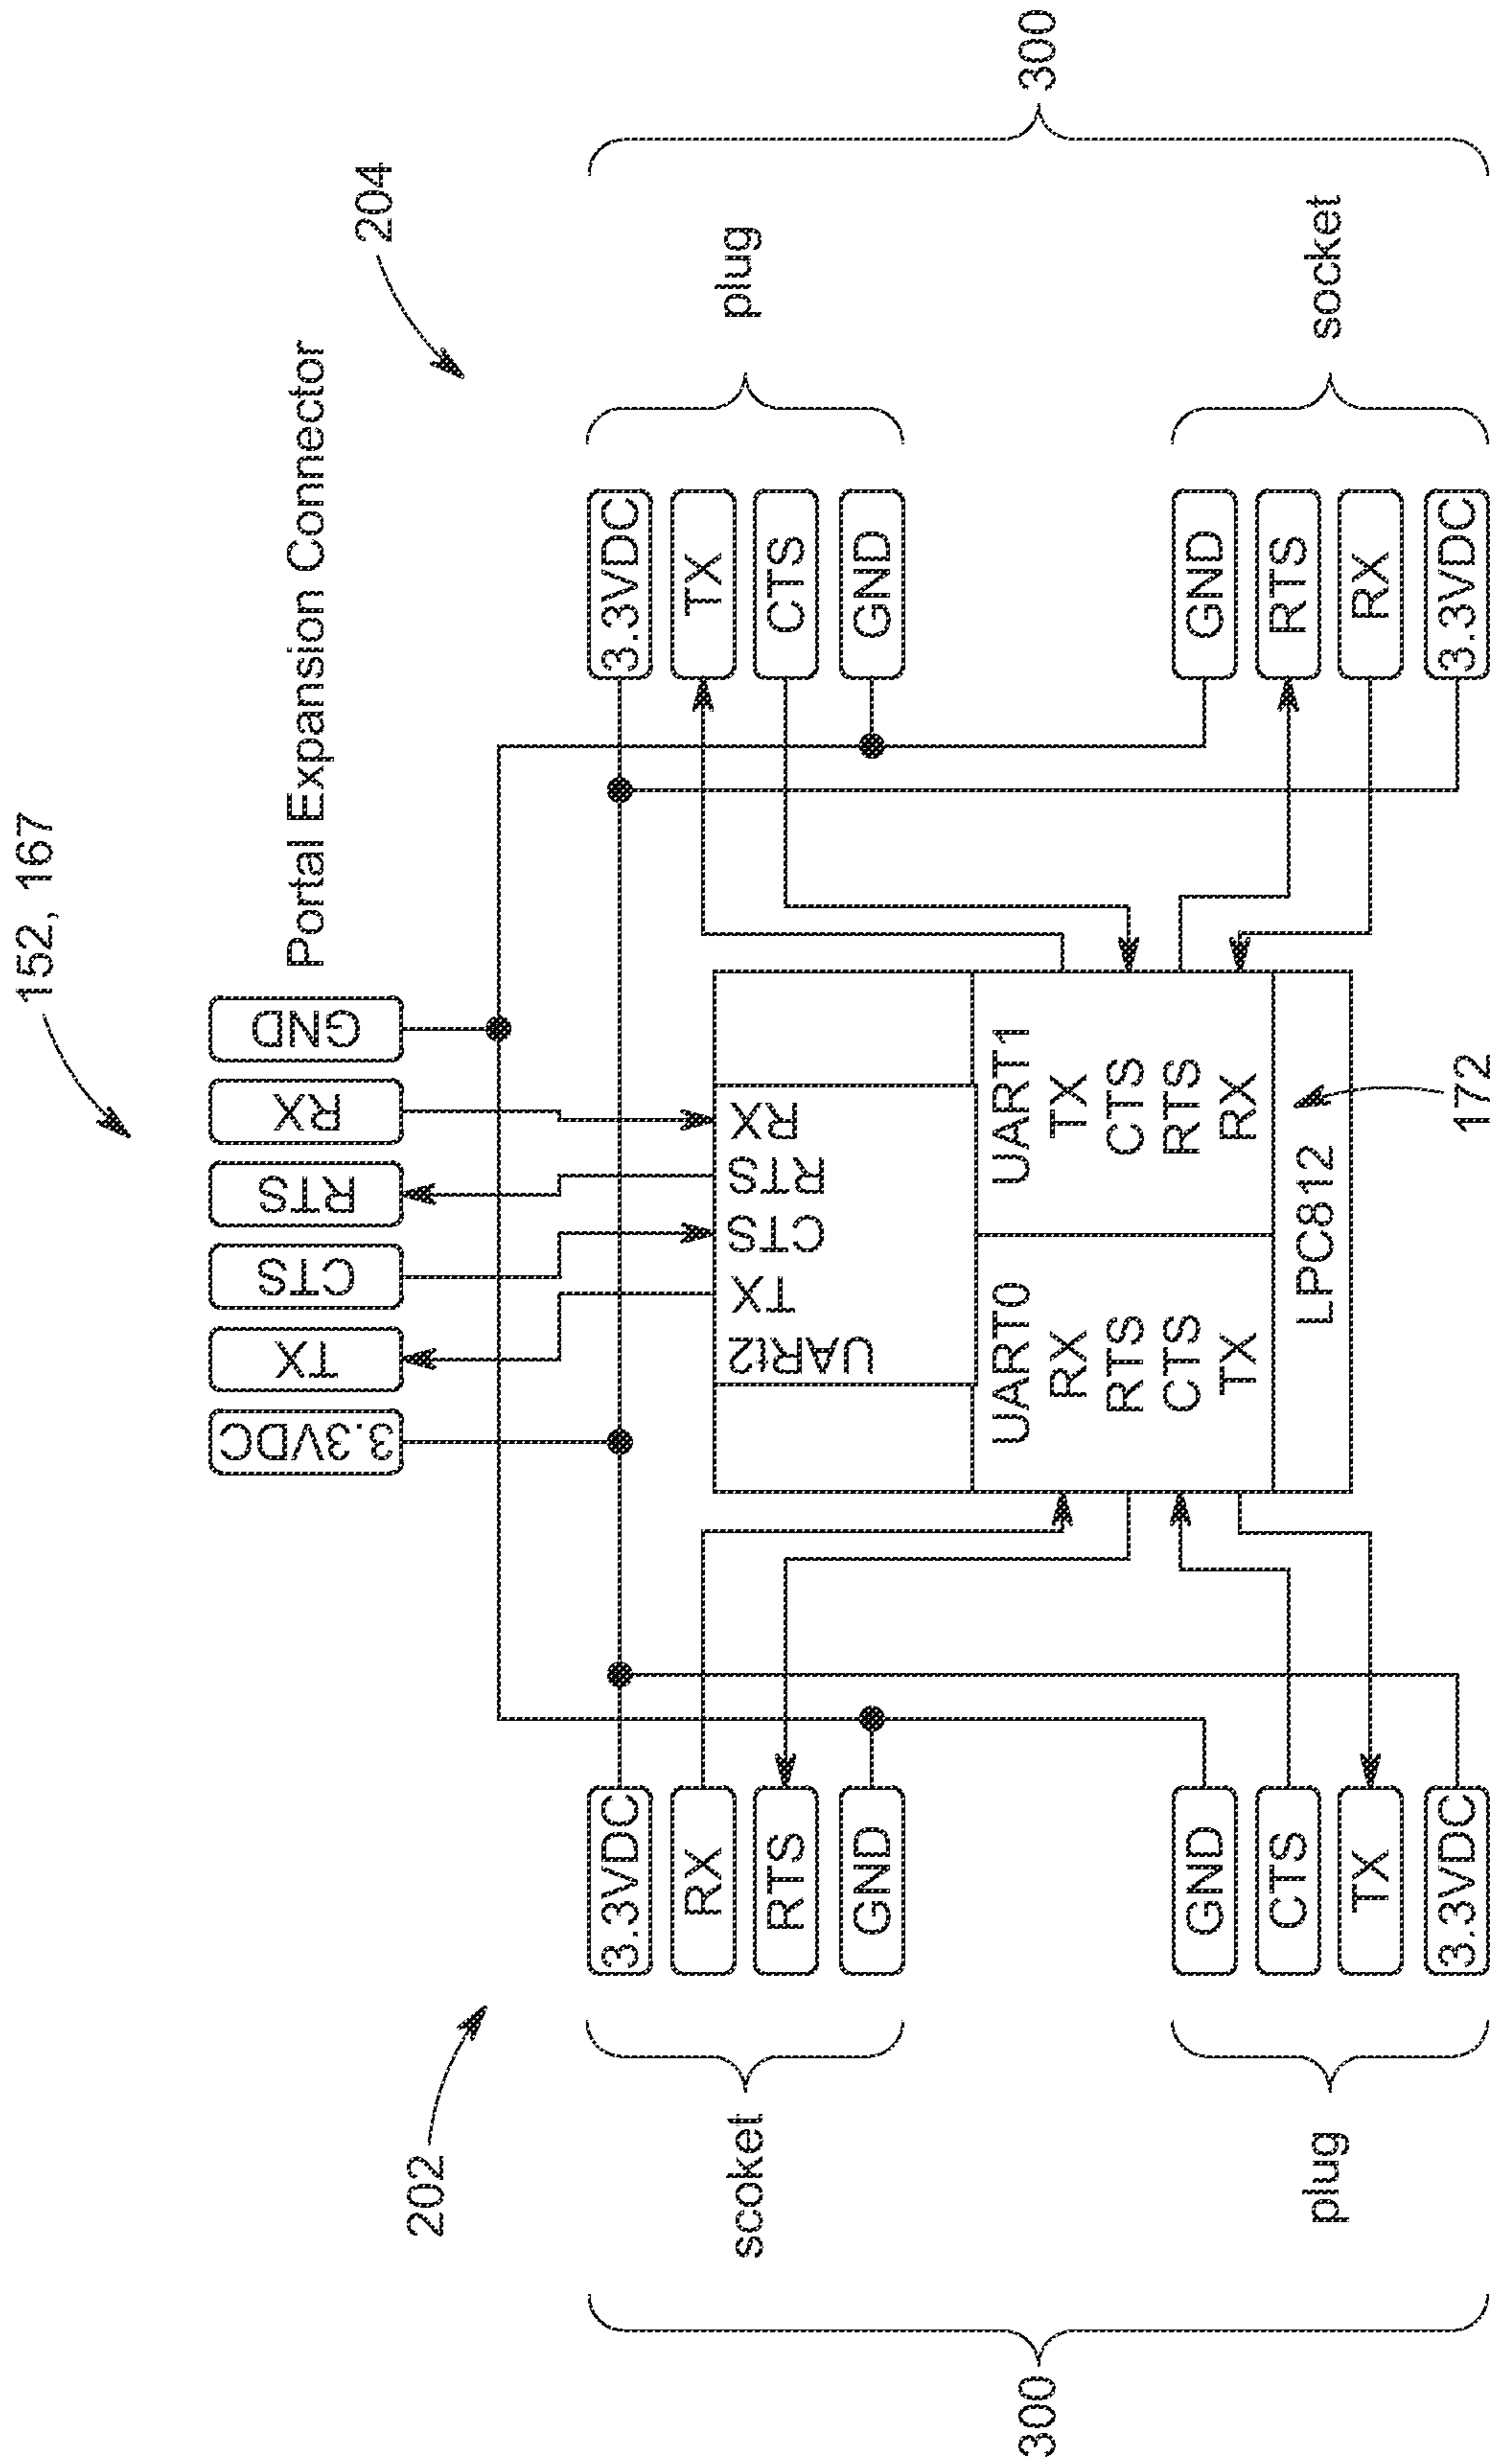 152, 167
Portal Expansion Connector
3.3VDC
TX
CTS
RTS
RX
GND
202
204
300
scoket
3.3VDC
RX
RTS
GND
plug
GND
CTS
TX
3.3VDC
UARt2
TX
CTS
RTS
RX
UART0
RX
RTS
CTS
TX
UART1
TX
CTS
RTS
RX
LPC812
172
3.3VDC
TX
CTS
GND
plug
GND
RTS
RX
3.3VDC
socket
300